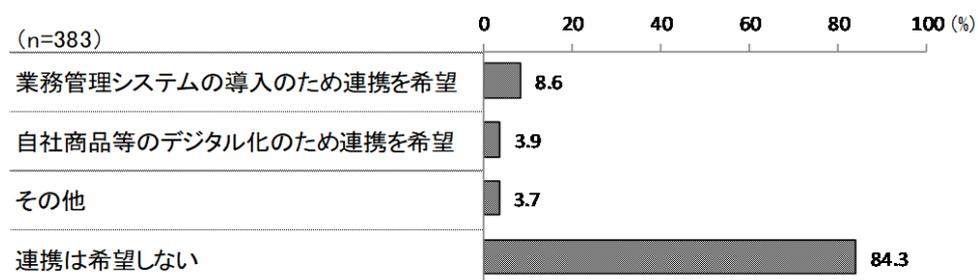 0 20 40 60 80 100 (%)
(n=383)
業務管理システムの導入のため連携を希望 8.6
自社商品等のデジタル化のため連携を希望 3.9
その他 3.7
連携は希望しない 84.3